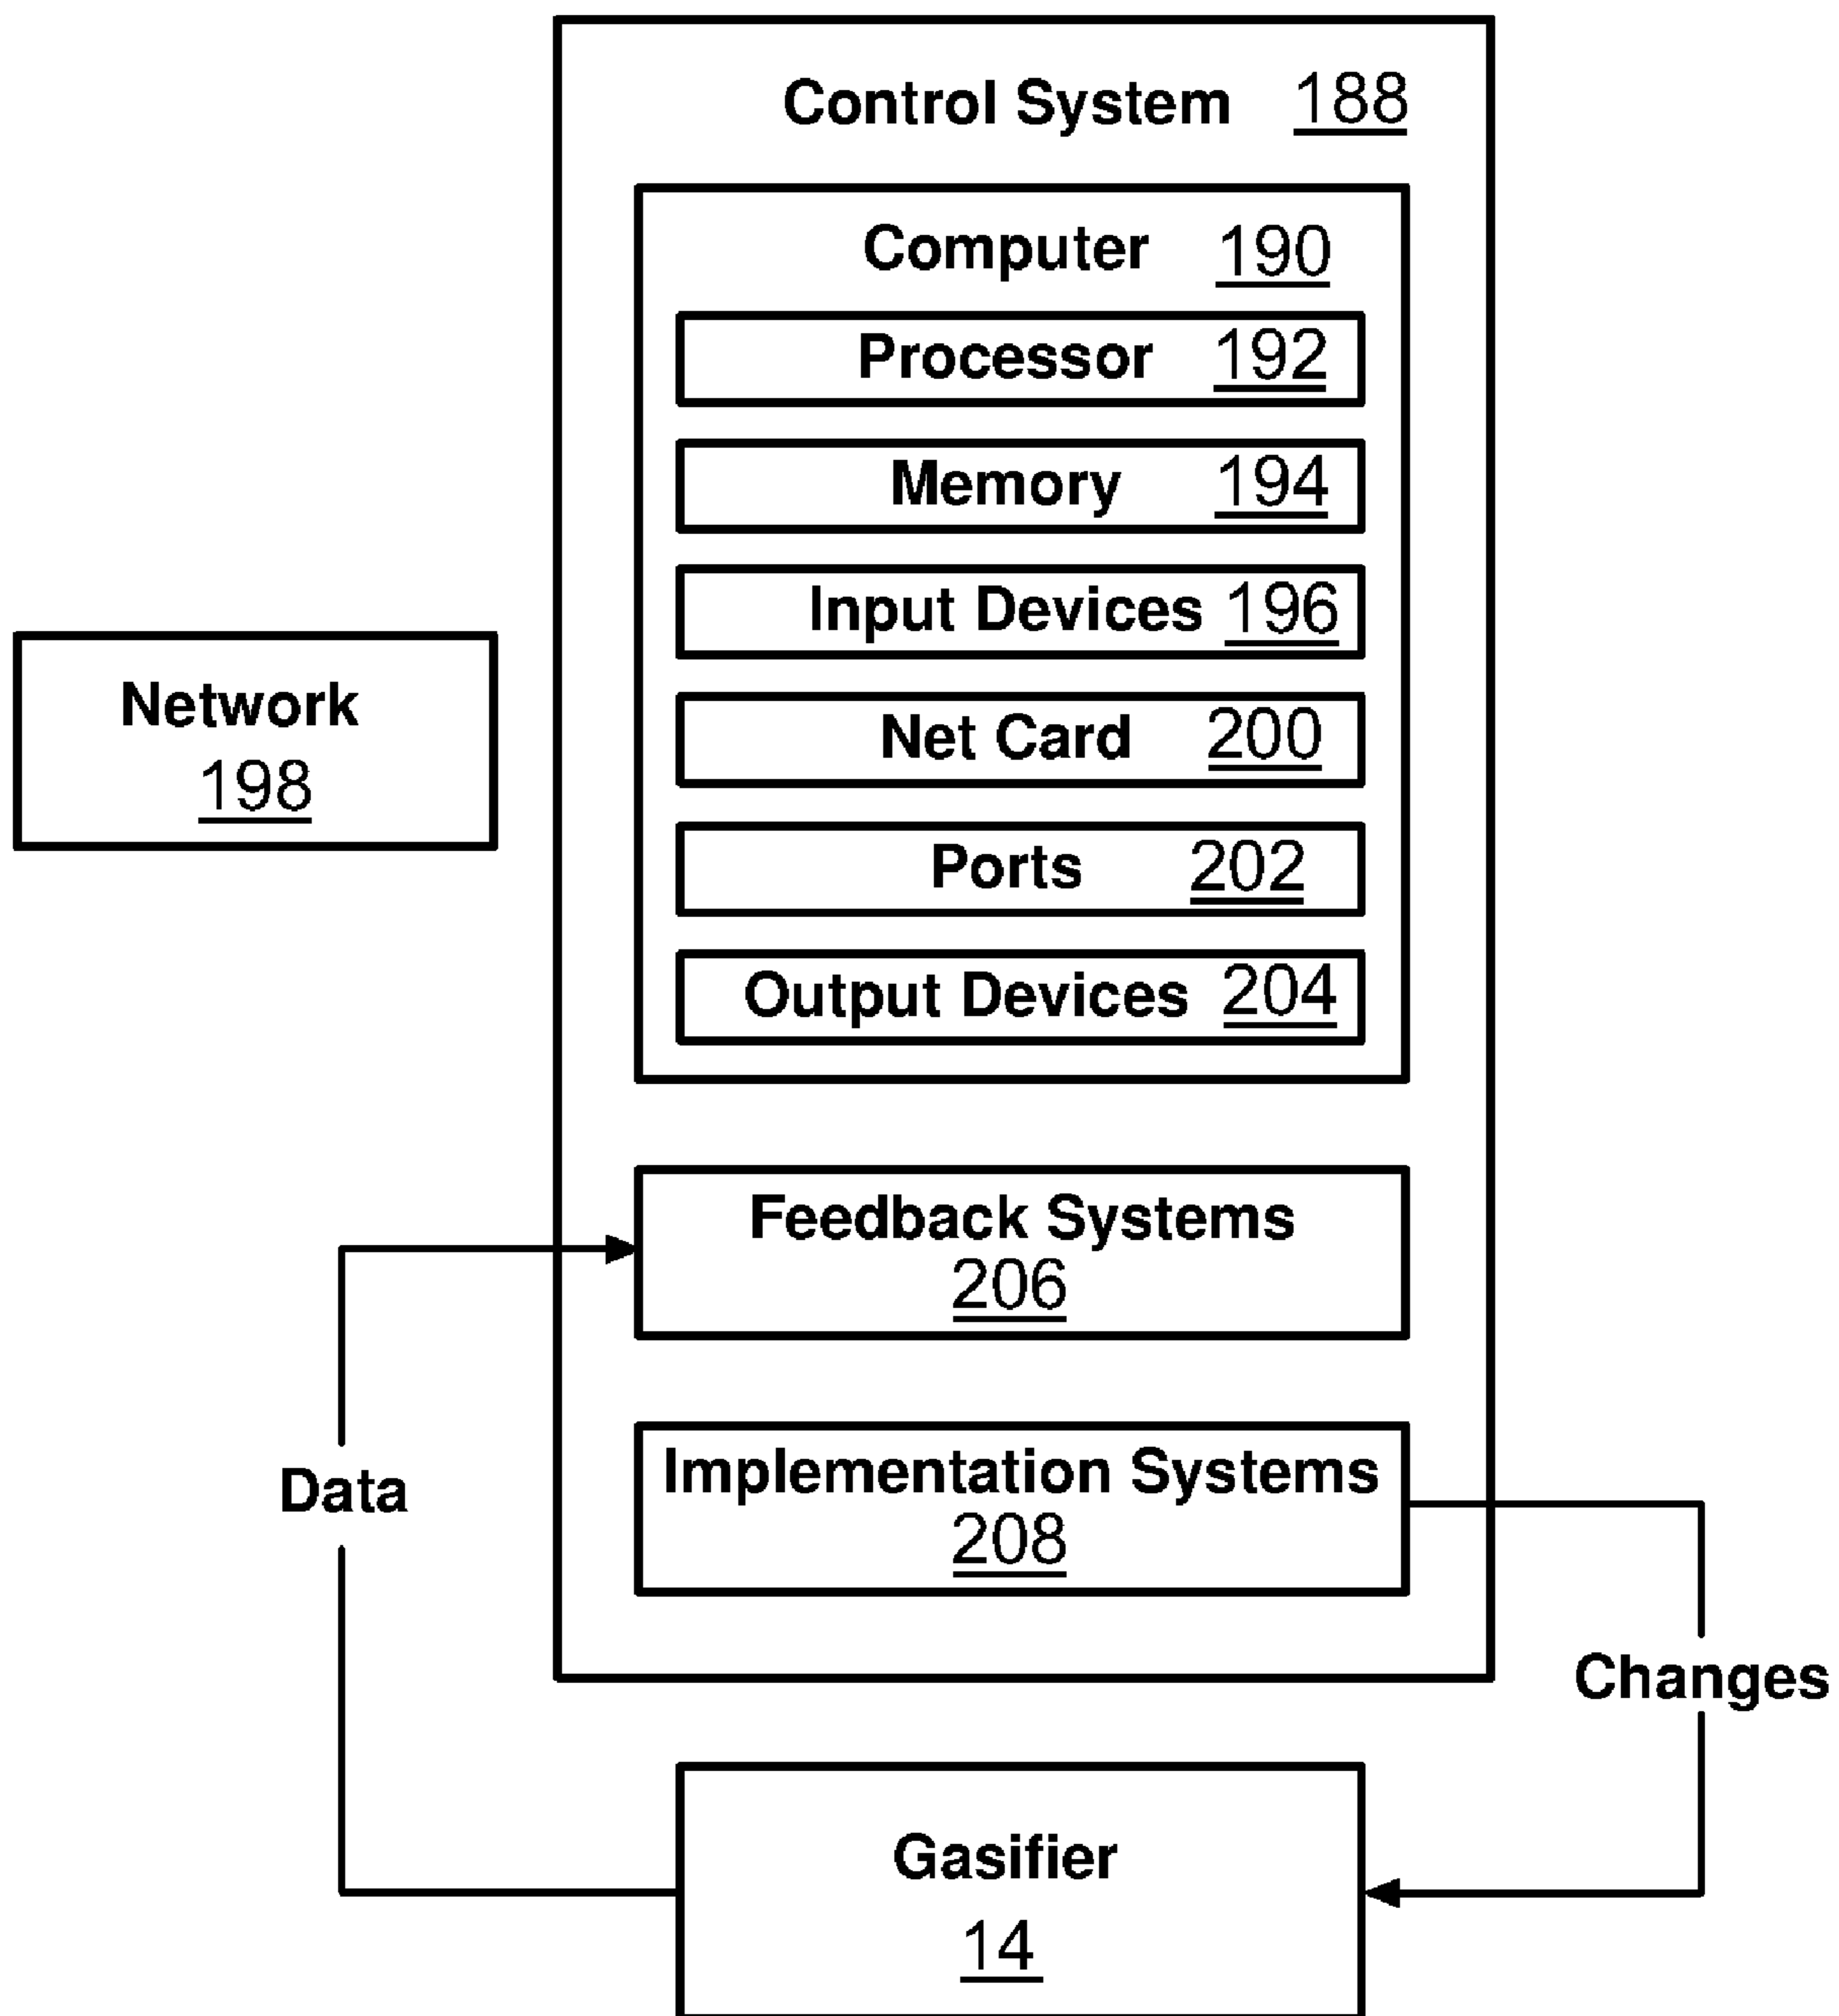 Control System 188
Computer 190
Processor 192
Memory 194
Input Devices 196
Network
198
Net Card 200
Ports 202
Output Devices 204
Feedback Systems
206
Data
Implementation Systems
208
Changes
Gasifier
14